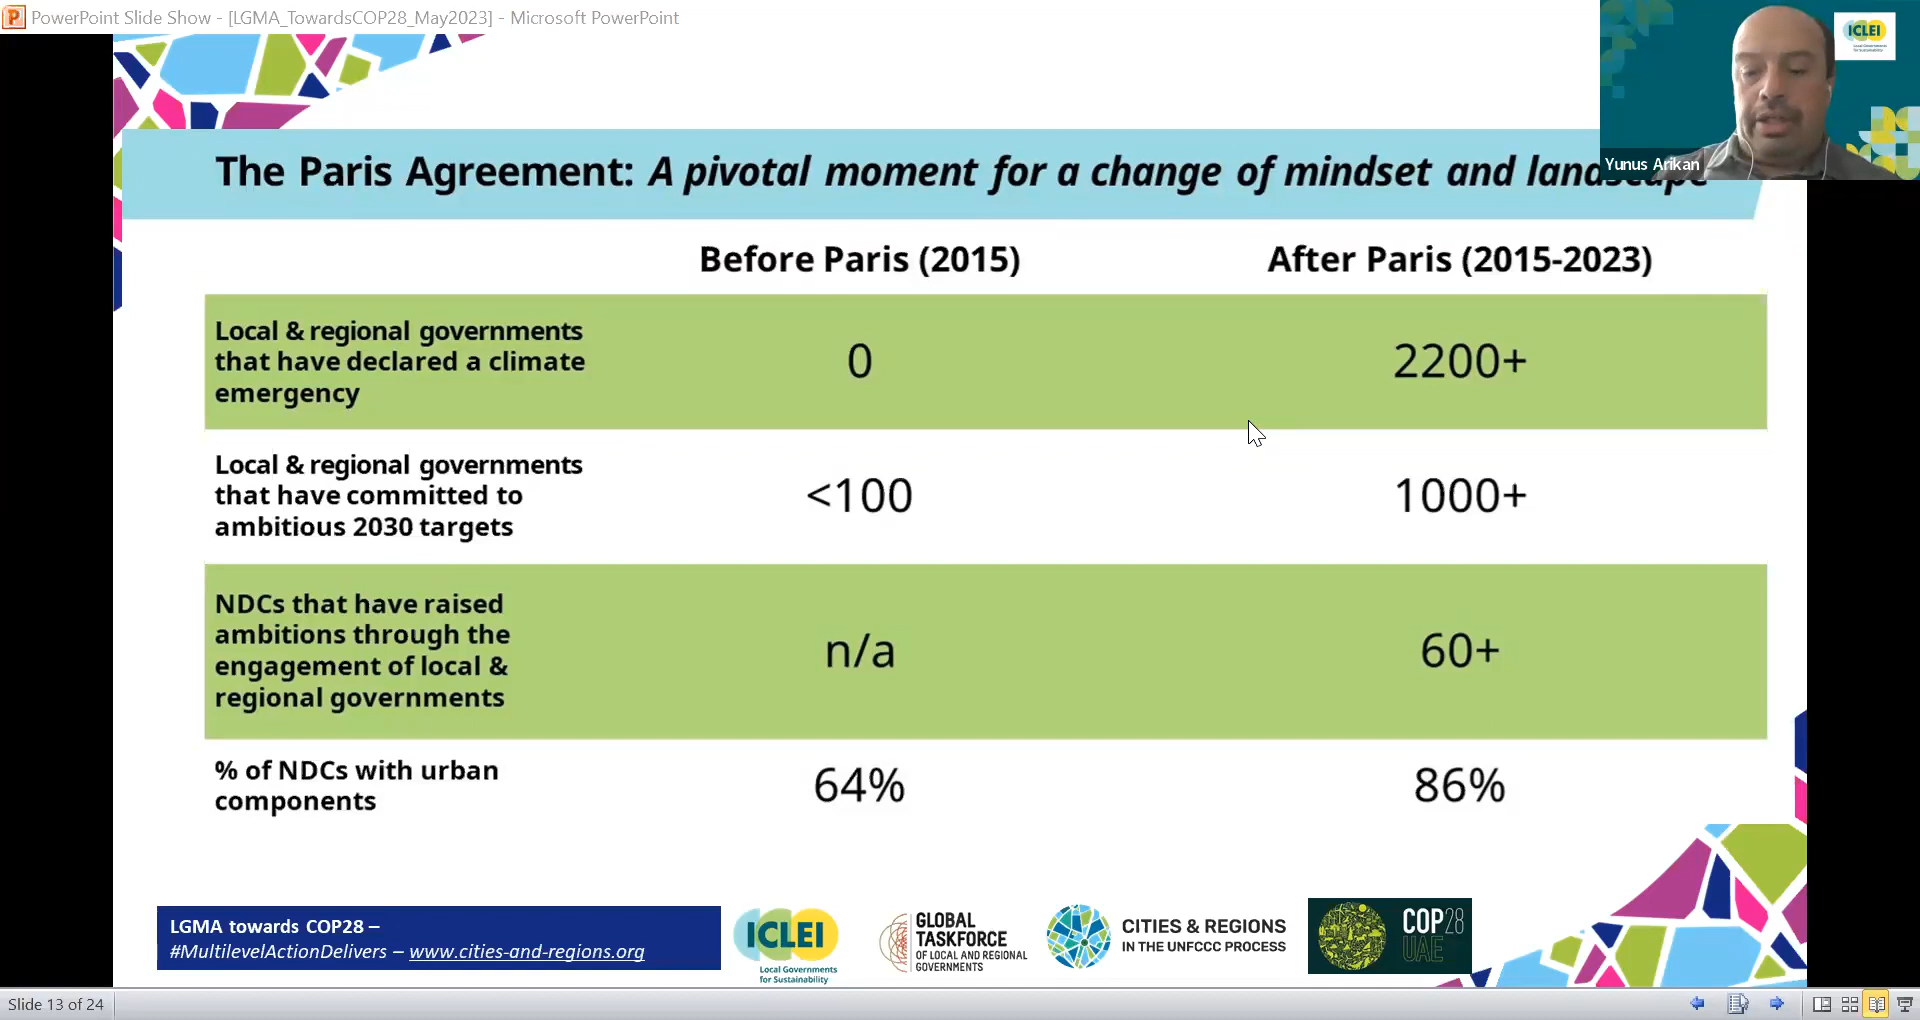 PowerPoint Slide Show - [LGMA_TowardsCOP28_May2023] - Microsoft PowerPoint
ICLEI
Local Governments
for Sustainability
Yunus Arikan
The Paris Agreement: A pivotal moment for a change of mindset and landscape
Before Paris (2015)
After Paris (2015-2023)
Local & regional governments
that have declared a climate
emergency
0
2200+
Local & regional governments
that have committed to
ambitious 2030 targets
<100
1000+
NDCs that have raised
ambitions through the
engagement of local &
regional governments
n/a
60+
% of NDCs with urban
components
64%
86%
LGMA towards COP28 –
#MultilevelActionDelivers – www.cities-and-regions.org
ICLEI
Local Governments
for Sustainability
GLOBAL
TASKFORCE
OF LOCAL AND REGIONAL
GOVERNMENTS
CITIES & REGIONS
IN THE UNFCCC PROCESS
COP28
UAE
Slide 13 of 24